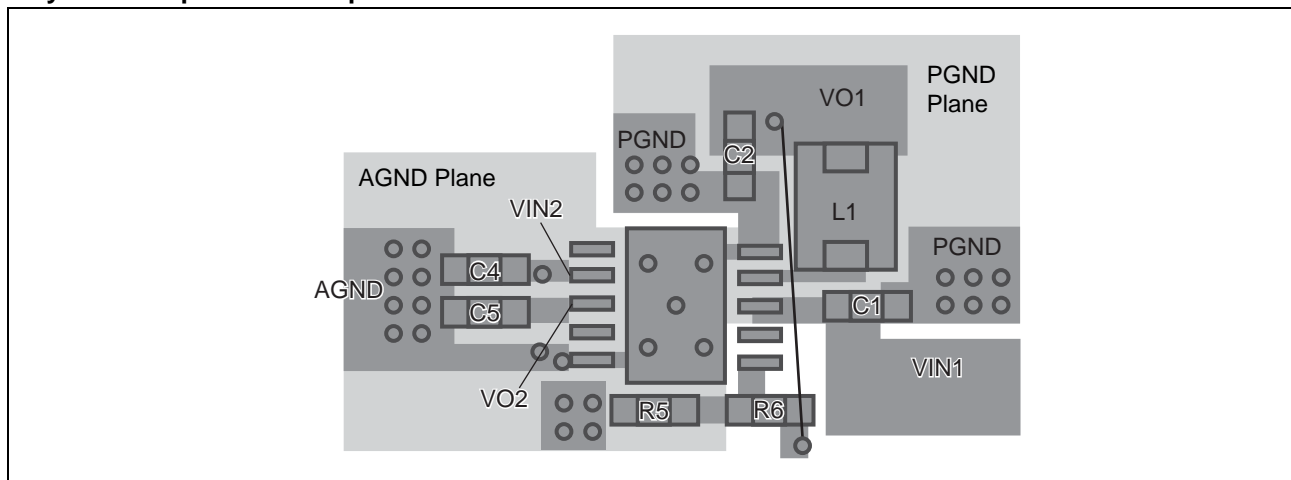 PGND
Plane
VO1
PGND
C2
AGND Plane
VIN2
L1
PGND
C4
AGND
C5
C1
VIN1
VO2
R5
R6